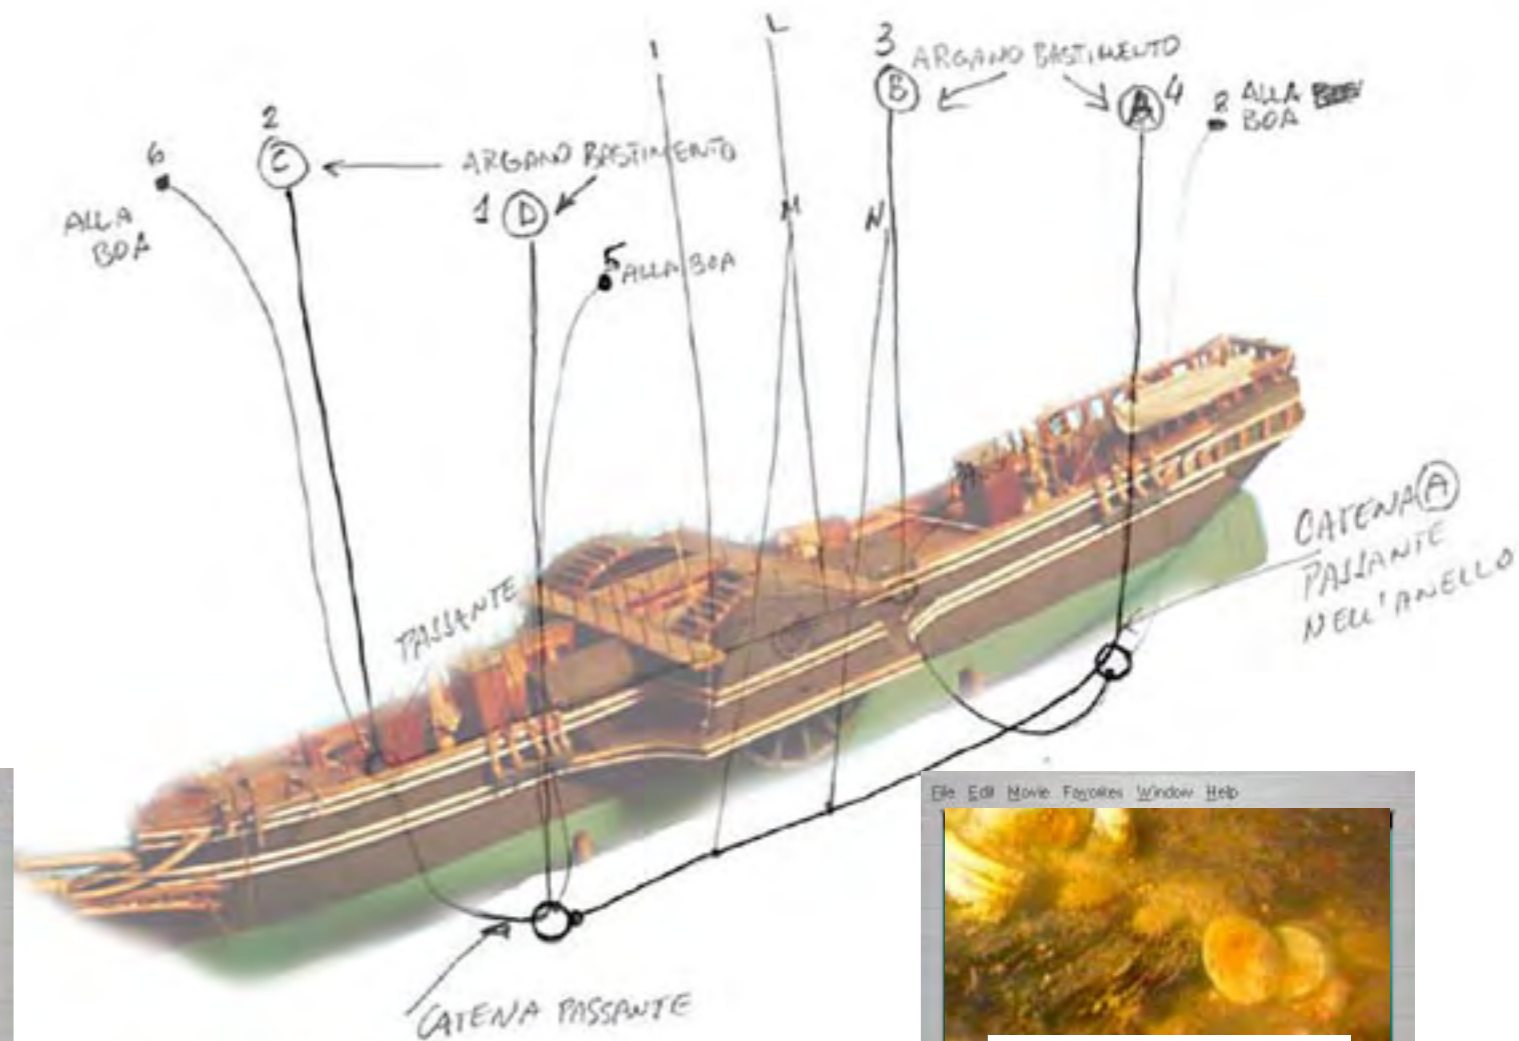 I
L
3
ARGANO BASTIMENTO
B
A
4
8
ALLA
BOA
2
C
6
ALLA
BOA
ARGANO BASTIMENTO
1
D
M
N
5
ALLA BOA
CATENA A
PASSANTE
NELL'ANELLO
PASSANTE
CATENA PASSANTE
File Edit Movie Favorites Window Help